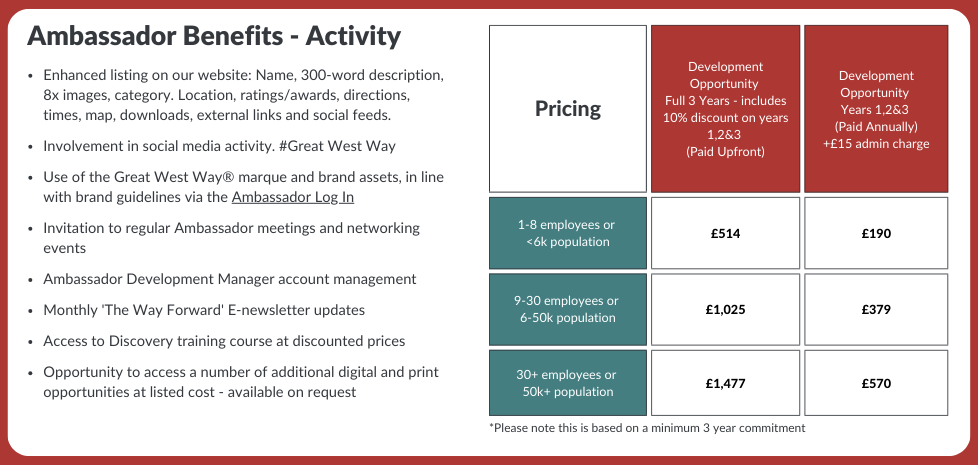 Ambassador Benefits - Activity
• Enhanced listing on our website: Name, 300-word description,
8x images, category. Location, ratings/awards, directions,
times, map, downloads, external links and social feeds.
• Involvement in social media activity. #Great West Way
• Use of the Great West Way® marque and brand assets, in line
with brand guidelines via the Ambassador Log In
• Invitation to regular Ambassador meetings and networking
events
• Ambassador Development Manager account management
• Monthly 'The Way Forward' E-newsletter updates
• Access to Discovery training course at discounted prices
• Opportunity to access a number of additional digital and print
opportunities at listed cost - available on request
Pricing
Development
Opportunity
Full 3 Years - includes
10% discount on years
1,2&3
(Paid Upfront)
Development
Opportunity
Years 1,2&3
(Paid Annually)
+£15 admin charge
1-8 employees or
<6k population
£514
£190
9-30 employees or
6-50k population
£1,025
£379
30+ employees or
50k+ population
£1,477
£570
*Please note this is based on a minimum 3 year commitment